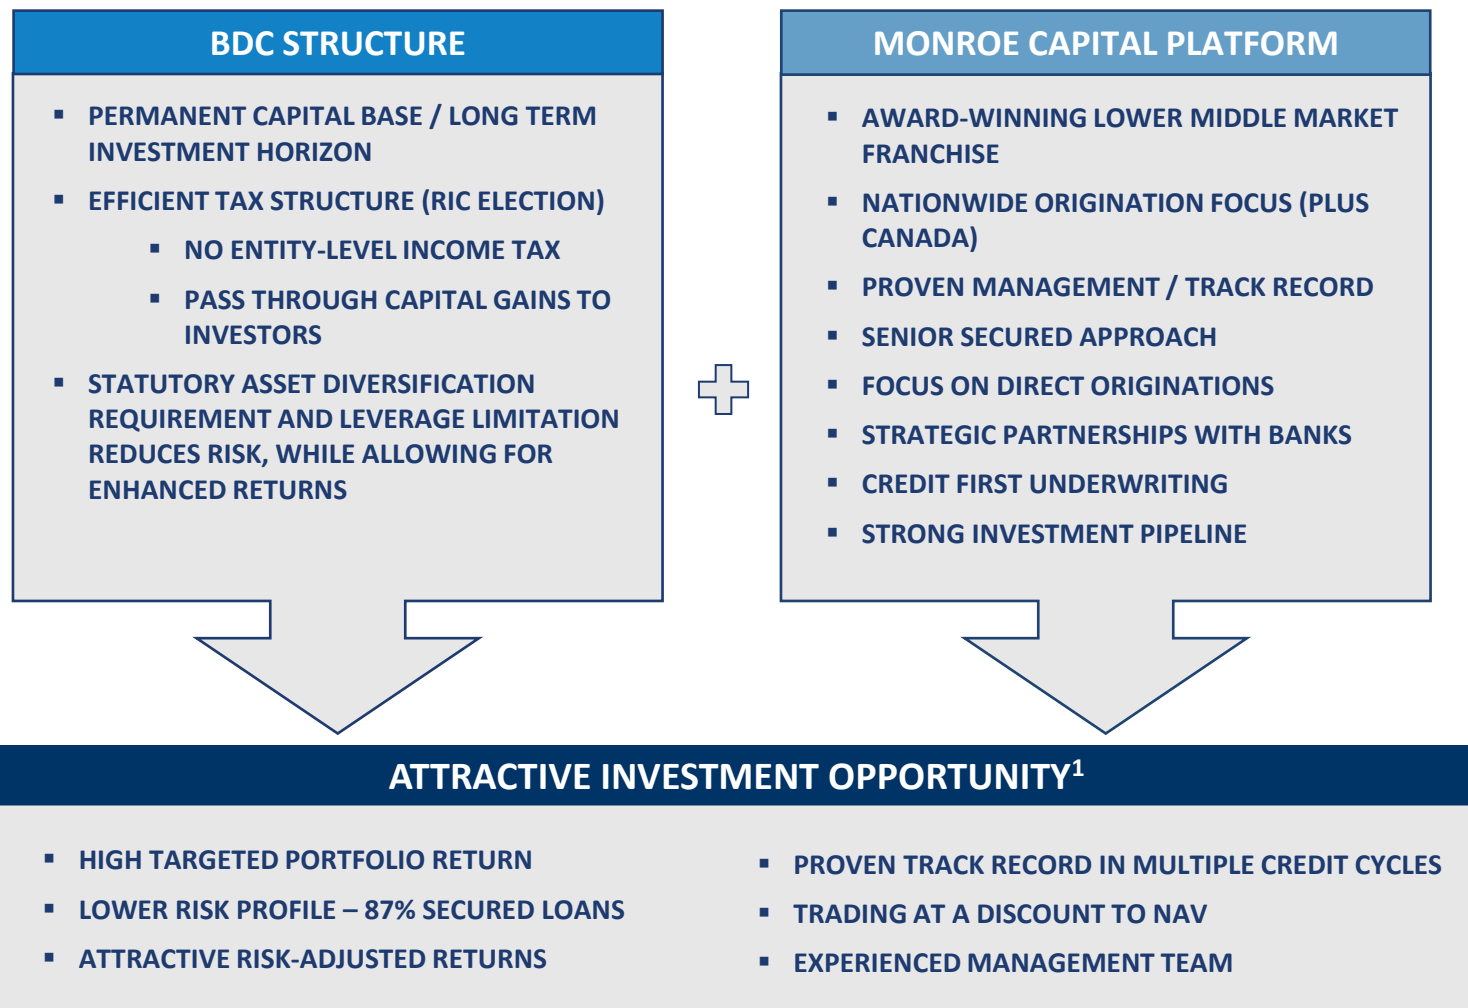 BDC STRUCTURE
▪ PERMANENT CAPITAL BASE / LONG TERM
INVESTMENT HORIZON
▪ EFFICIENT TAX STRUCTURE (RIC ELECTION)
▪ NO ENTITY-LEVEL INCOME TAX
▪ PASS THROUGH CAPITAL GAINS TO
INVESTORS
▪ STATUTORY ASSET DIVERSIFICATION
REQUIREMENT AND LEVERAGE LIMITATION
REDUCES RISK, WHILE ALLOWING FOR
ENHANCED RETURNS
MONROE CAPITAL PLATFORM
▪ AWARD-WINNING LOWER MIDDLE MARKET
FRANCHISE
▪ NATIONWIDE ORIGINATION FOCUS (PLUS
CANADA)
▪ PROVEN MANAGEMENT / TRACK RECORD
▪ SENIOR SECURED APPROACH
▪ FOCUS ON DIRECT ORIGINATIONS
▪ STRATEGIC PARTNERSHIPS WITH BANKS
▪ CREDIT FIRST UNDERWRITING
▪ STRONG INVESTMENT PIPELINE
ATTRACTIVE INVESTMENT OPPORTUNITY¹
▪ HIGH TARGETED PORTFOLIO RETURN
▪ LOWER RISK PROFILE – 87% SECURED LOANS
▪ ATTRACTIVE RISK-ADJUSTED RETURNS
▪ PROVEN TRACK RECORD IN MULTIPLE CREDIT CYCLES
▪ TRADING AT A DISCOUNT TO NAV
▪ EXPERIENCED MANAGEMENT TEAM